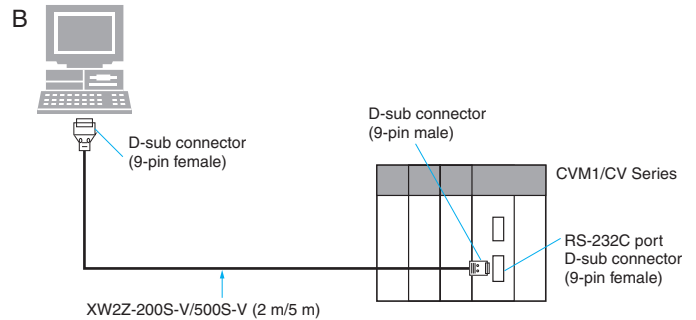 B
D-sub connector
(9-pin female)
D-sub connector
(9-pin male)
CVM1/CV Series
RS-232C port
D-sub connector
(9-pin female)
XW2Z-200S-V/500S-V (2 m/5 m)